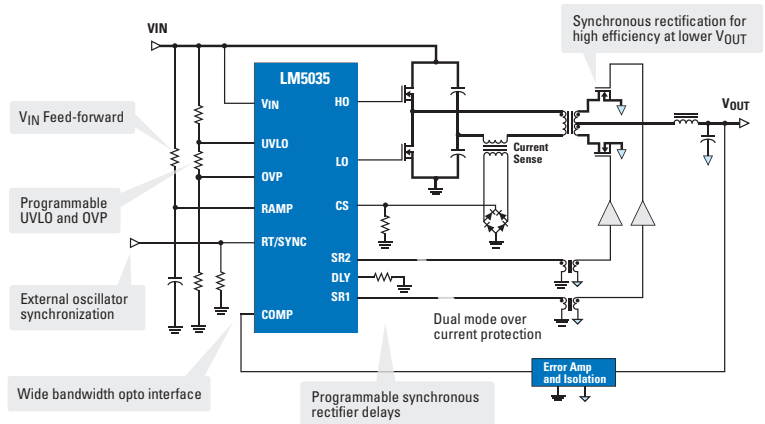 VIN
Synchronous rectification for
high efficiency at lower VOUT
LM5035
VIN
HO
VOUT
VIN Feed-forward
UVLO
LO
Current
Sense
OVP
Programmable
UVLO and OVP
RAMP
CS
RT/SYNC
SR2
DLY
External oscillator
synchronization
SR1
COMP
Dual mode over
current protection
Error Amp
and Isolation
Wide bandwidth opto interface
Programmable synchronous
rectifier delays